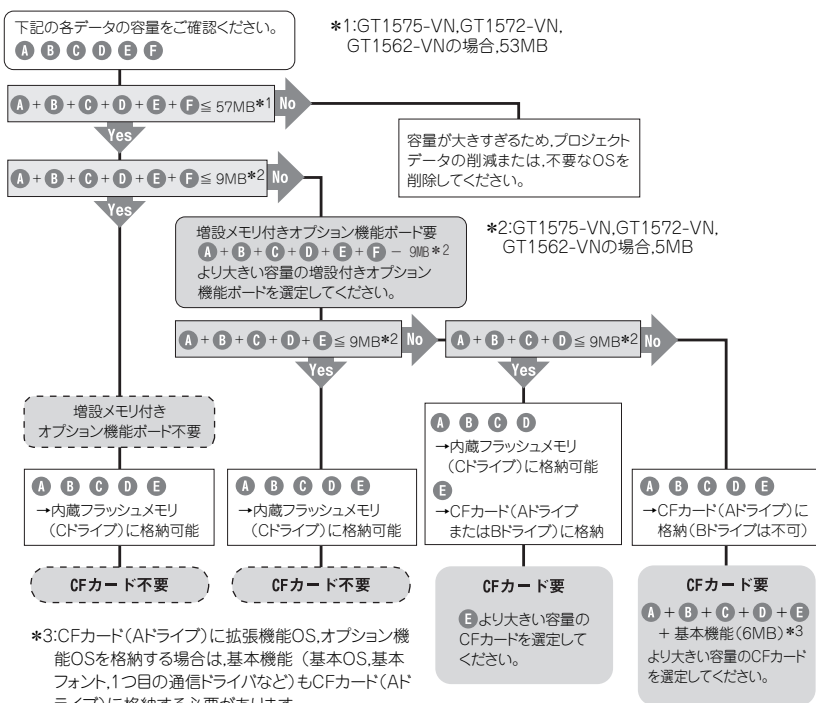 下記の各データの容量をご確認ください。
A B C D E F
*1:GT1575-VN,GT1572-VN,
GT1562-VNの場合,53MB
A+B+C+D+E+F≦57MB*1 No
Yes
容量が大きすぎるため,プロジェクト
データの削減または,不要なOSを
削除してください。
A+B+C+D+E+F≦9MB*2 No
Yes
増設メモリ付きオプション機能ボード要
A+B+C+D+E+F－9MB*2
より大きい容量の増設付きオプション
機能ボードを選定してください。
*2:GT1575-VN,GT1572-VN,
GT1562-VNの場合,5MB
A+B+C+D+E≦9MB*2 No
Yes
A+B+C+D≦9MB*2 No
Yes
増設メモリ付き
オプション機能ボード不要
A B C D E
→内蔵フラッシュメモリ
(Cドライブ)に格納可能
A B C D E
→内蔵フラッシュメモリ
(Cドライブ)に格納可能
A B C D
→内蔵フラッシュメモリ
(Cドライブ)に格納可能
E
→CFカード(Aドライブ
またはBドライブ)に格納
A B C D E
→CFカード(Aドライブ)に
格納(Bドライブは不可)
CFカード不要
CFカード不要
CFカード要
Eより大きい容量の
CFカードを選定して
ください。
CFカード要
A+B+C+D+E
+基本機能(6MB)*3
より大きい容量のCFカード
を選定してください。
*3:CFカード(Aドライブ)に拡張機能OS,オプション機
能OSを格納する場合は,基本機能 (基本OS,基本
フォント,1つ目の通信ドライバなど)もCFカード(Aド
ライブ)に格納する必要があります。